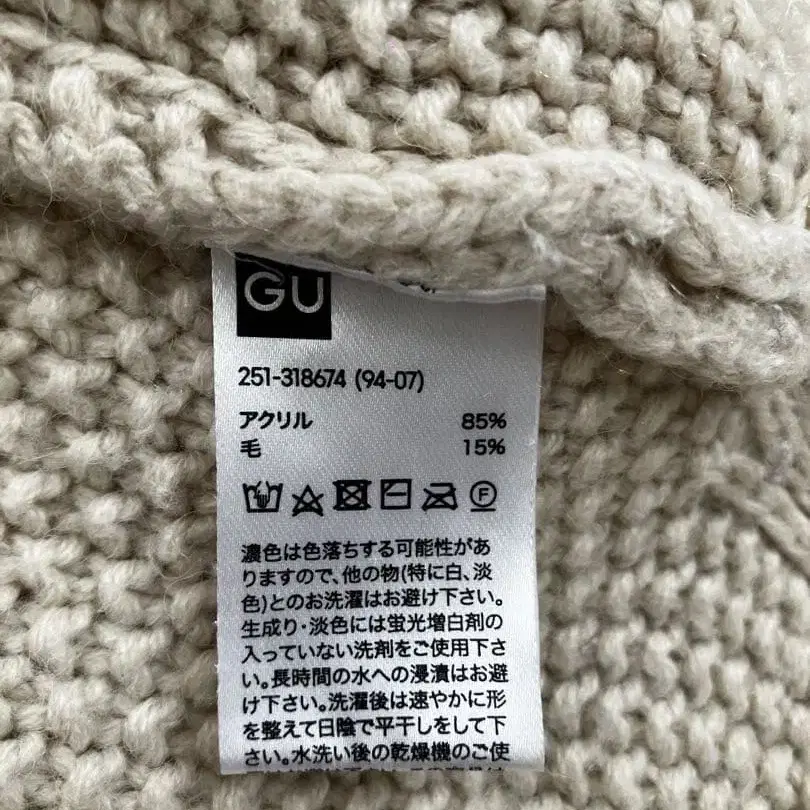 GU
251-318674 (94-07)
アクリル 85%
毛 15%
F
濃色は色落ちする可能性があ
りますので、他の物(特に白、淡
色)とのお洗濯はお避け下さい。
生成り・淡色には蛍光増白剤の
入っていない洗剤をご使用下さ
い。長時間の水への浸漬はお避
け下さい。洗濯後は速やかに形
を整えて日陰で平干しをして下
さい。水洗い後の乾燥機のご使